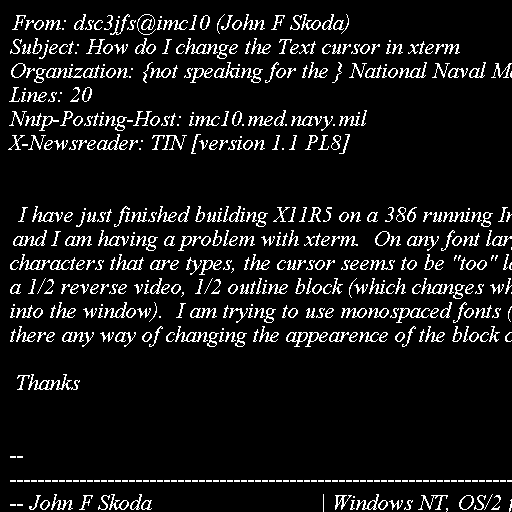 From: dsc3jfs@imc10 (John F Skoda)
Subject: How do I change the Text cursor in xterm
Organization: {not speaking for the } National Naval
Lines: 20
Nntp-Posting-Host: imc10.med.navy.mil
X-Newsreader: TIN [version 1.1 PL8]
I have just finished building X11R5 on a 386 running
and I am having a problem with xterm.  On any font
characters that are types, the cursor seems to be "too"
a 1/2 reverse video, 1/2 outline block (which changes
into the window).  I am trying to use monospaced fonts (
there any way of changing the appearence of the block
Thanks
--
-------------------------------------------------------------------------
-- John F Skoda | Windows NT, OS/2